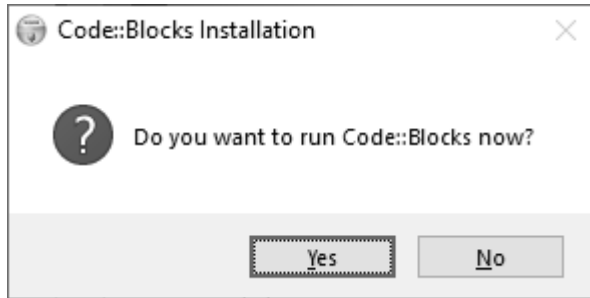 Code::Blocks Installation
?
Do you want to run Code::Blocks now?
Yes
No